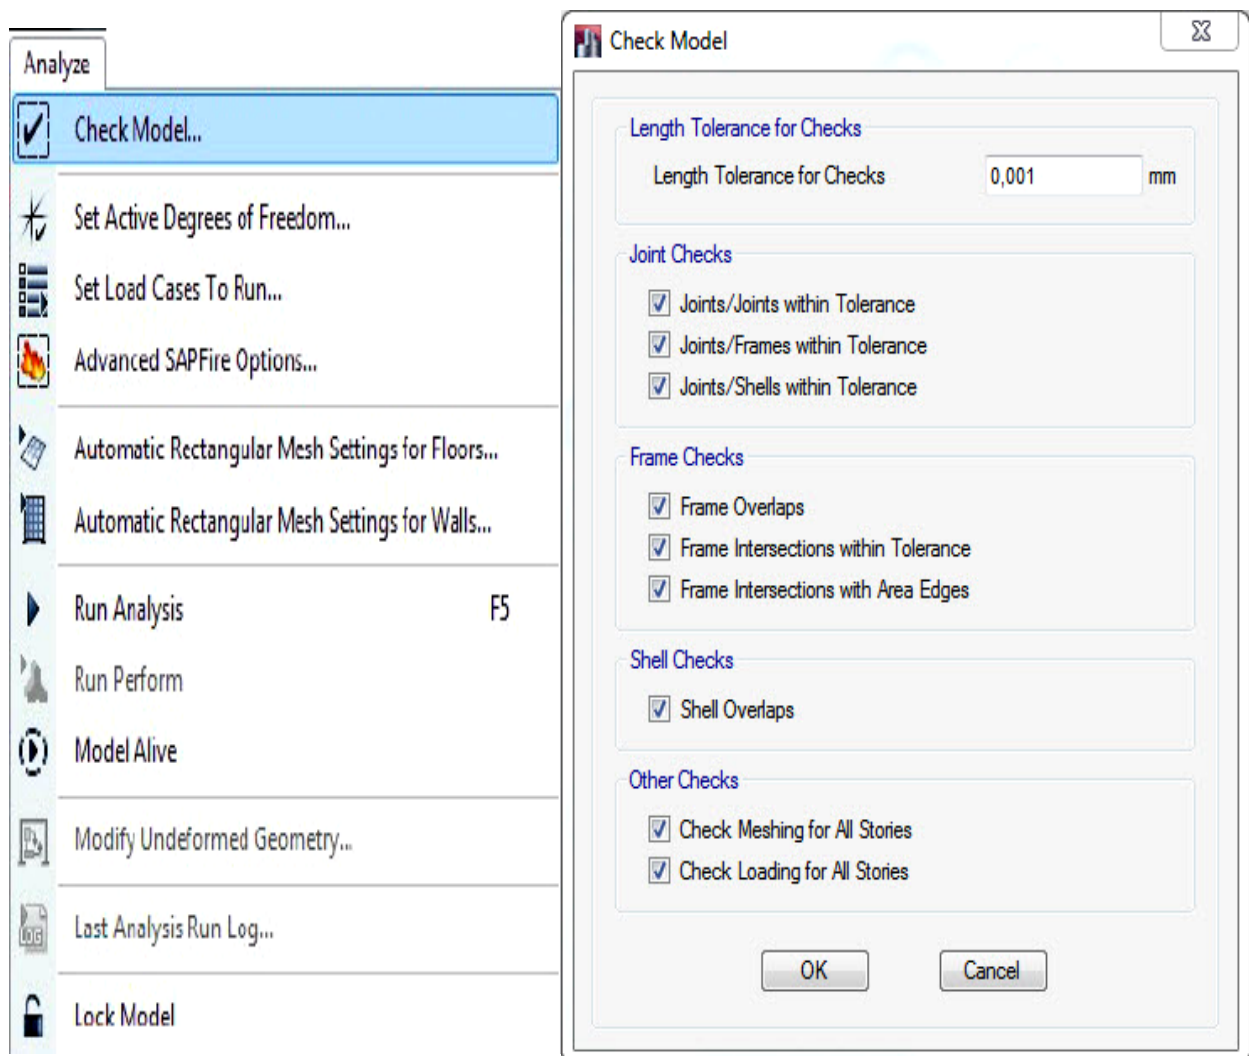 Analyze
Check Model...
Set Active Degrees of Freedom...
Set Load Cases To Run...
Advanced SAPFire Options...
Automatic Rectangular Mesh Settings for Floors...
Automatic Rectangular Mesh Settings for Walls...
Run Analysis F5
Run Perform
Model Alive
Modify Undeformed Geometry...
LOG
Last Analysis Run Log...
Lock Model
Check Model
Length Tolerance for Checks
Length Tolerance for Checks 0,001 mm
Joint Checks
Joints/Joints within Tolerance
Joints/Frames within Tolerance
Joints/Shells within Tolerance
Frame Checks
Frame Overlaps
Frame Intersections within Tolerance
Frame Intersections with Area Edges
Shell Checks
Shell Overlaps
Other Checks
Check Meshing for All Stories
Check Loading for All Stories
OK Cancel